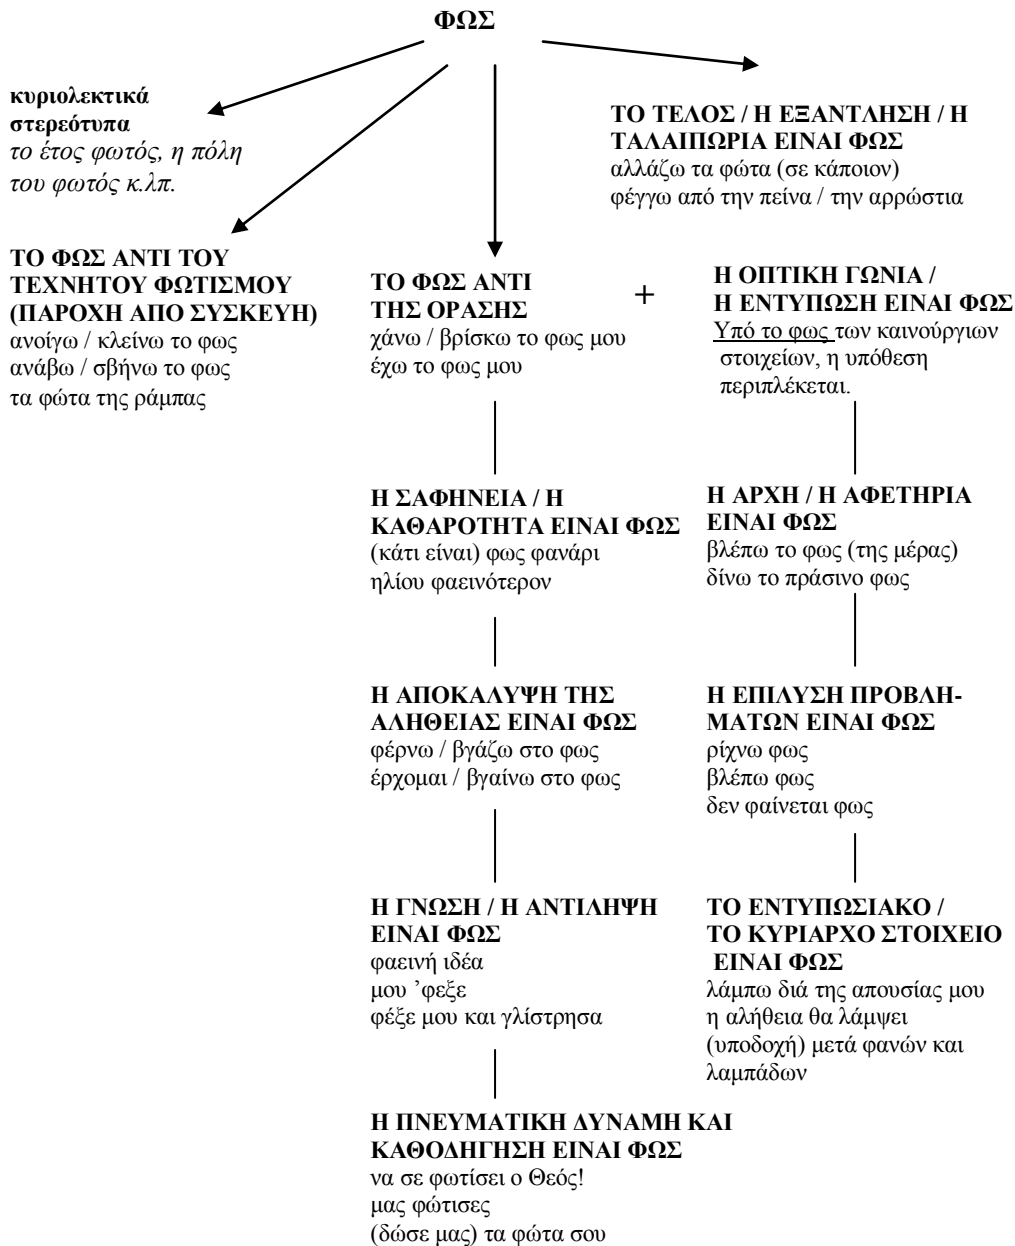 ΦΩΣ
κυριολεκτικά
στερεότυπα
το έτος φωτός, η πόλη
του φωτός κ.λπ.
ΤΟ ΤΕΛΟΣ / Η ΕΞΑΝΤΛΗΣΗ / Η
ΤΑΛΑΙΠΩΡΙΑ ΕΙΝΑΙ ΦΩΣ
αλλάζω τα φώτα (σε κάποιον)
φέγγω από την πείνα / την αρρώστια
ΤΟ ΦΩΣ ΑΝΤΙ ΤΟΥ
ΤΕΧΝΗΤΟΥ ΦΩΤΙΣΜΟΥ
(ΠΑΡΟΧΗ ΑΠΟ ΣΥΣΚΕΥΗ)
ανοίγω / κλείνω το φως
ανάβω / σβήνω το φως
τα φώτα της ράμπας
ΤΟ ΦΩΣ ΑΝΤΙ
ΤΗΣ ΟΡΑΣΗΣ
χάνω / βρίσκω το φως μου
έχω το φως μου
+
Η ΟΠΤΙΚΗ ΓΩΝΙΑ /
Η ΕΝΤΥΠΩΣΗ ΕΙΝΑΙ ΦΩΣ
Υπό το φως των καινούργιων
στοιχείων, η υπόθεση
περιπλέκεται.
Η ΣΑΦΗΝΕΙΑ / Η
ΚΑΘΑΡΟΤΗΤΑ ΕΙΝΑΙ ΦΩΣ
(κάτι είναι) φως φανάρι
ηλίου φαεινότερον
Η ΑΡΧΗ / Η ΑΦΕΤΗΡΙΑ
ΕΙΝΑΙ ΦΩΣ
βλέπω το φως (της μέρας)
δίνω το πράσινο φως
Η ΑΠΟΚΑΛΥΨΗ ΤΗΣ
ΑΛΗΘΕΙΑΣ ΕΙΝΑΙ ΦΩΣ
φέρνω / βγάζω στο φως
έρχομαι / βγαίνω στο φως
Η ΕΠΙΛΥΣΗ ΠΡΟΒΛΗ-
ΜΑΤΩΝ ΕΙΝΑΙ ΦΩΣ
ρίχνω φως
βλέπω φως
δεν φαίνεται φως
Η ΓΝΩΣΗ / Η ΑΝΤΙΛΗΨΗ
ΕΙΝΑΙ ΦΩΣ
φαεινή ιδέα
μου ’φεξε
φέξε μου και γλίστρησα
ΤΟ ΕΝΤΥΠΩΣΙΑΚΟ /
ΤΟ ΚΥΡΙΑΡΧΟ ΣΤΟΙΧΕΙΟ
ΕΙΝΑΙ ΦΩΣ
λάμπω διά της απουσίας μου
η αλήθεια θα λάμψει
(υποδοχή) μετά φανών και
λαμπάδων
Η ΠΝΕΥΜΑΤΙΚΗ ΔΥΝΑΜΗ ΚΑΙ
ΚΑΘΟΔΗΓΗΣΗ ΕΙΝΑΙ ΦΩΣ
να σε φωτίσει ο Θεός!
μας φώτισες
(δώσε μας) τα φώτα σου